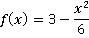 f(x) = 3 − x²/6